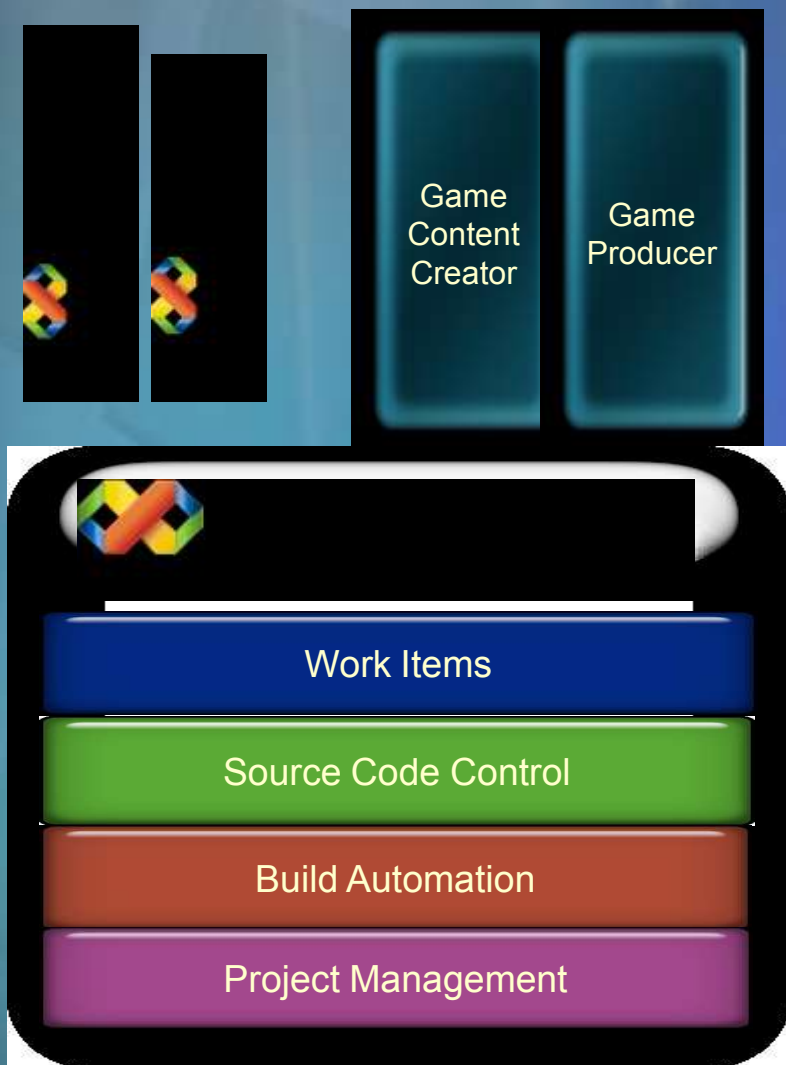 Game
Content
Creator
Game
Producer
Work Items
Source Code Control
Build Automation
Project Management